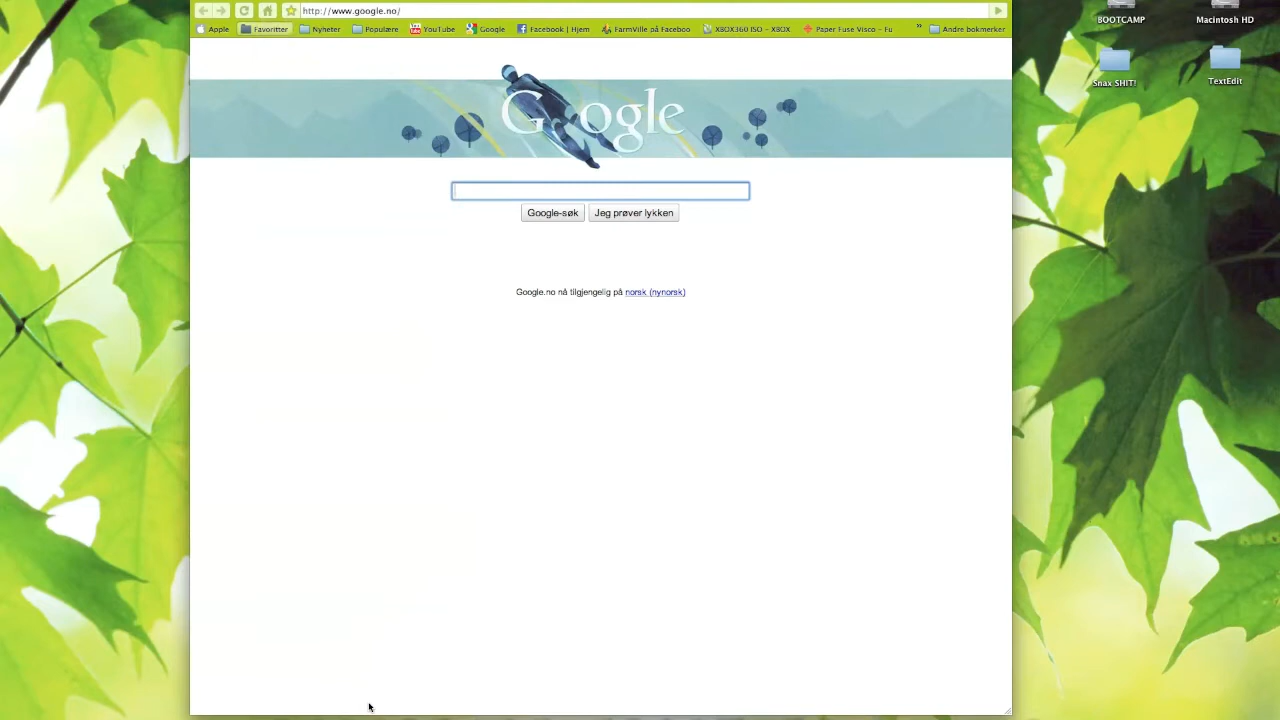 http://www.google.no/
Apple Favoritter Nyheter Populære YouTube Google Facebook | Hjem FarmVille på Faceboo XBOX360 ISO - XBOX Paper Fuse Visco - Fu » Andre bokmerker
BOOTCAMP Macintosh HD
Snax SHIT! TextEdit
Google
Google-søk Jeg prøver lykken
Google.no nå tilgjengelig på norsk (nynorsk)